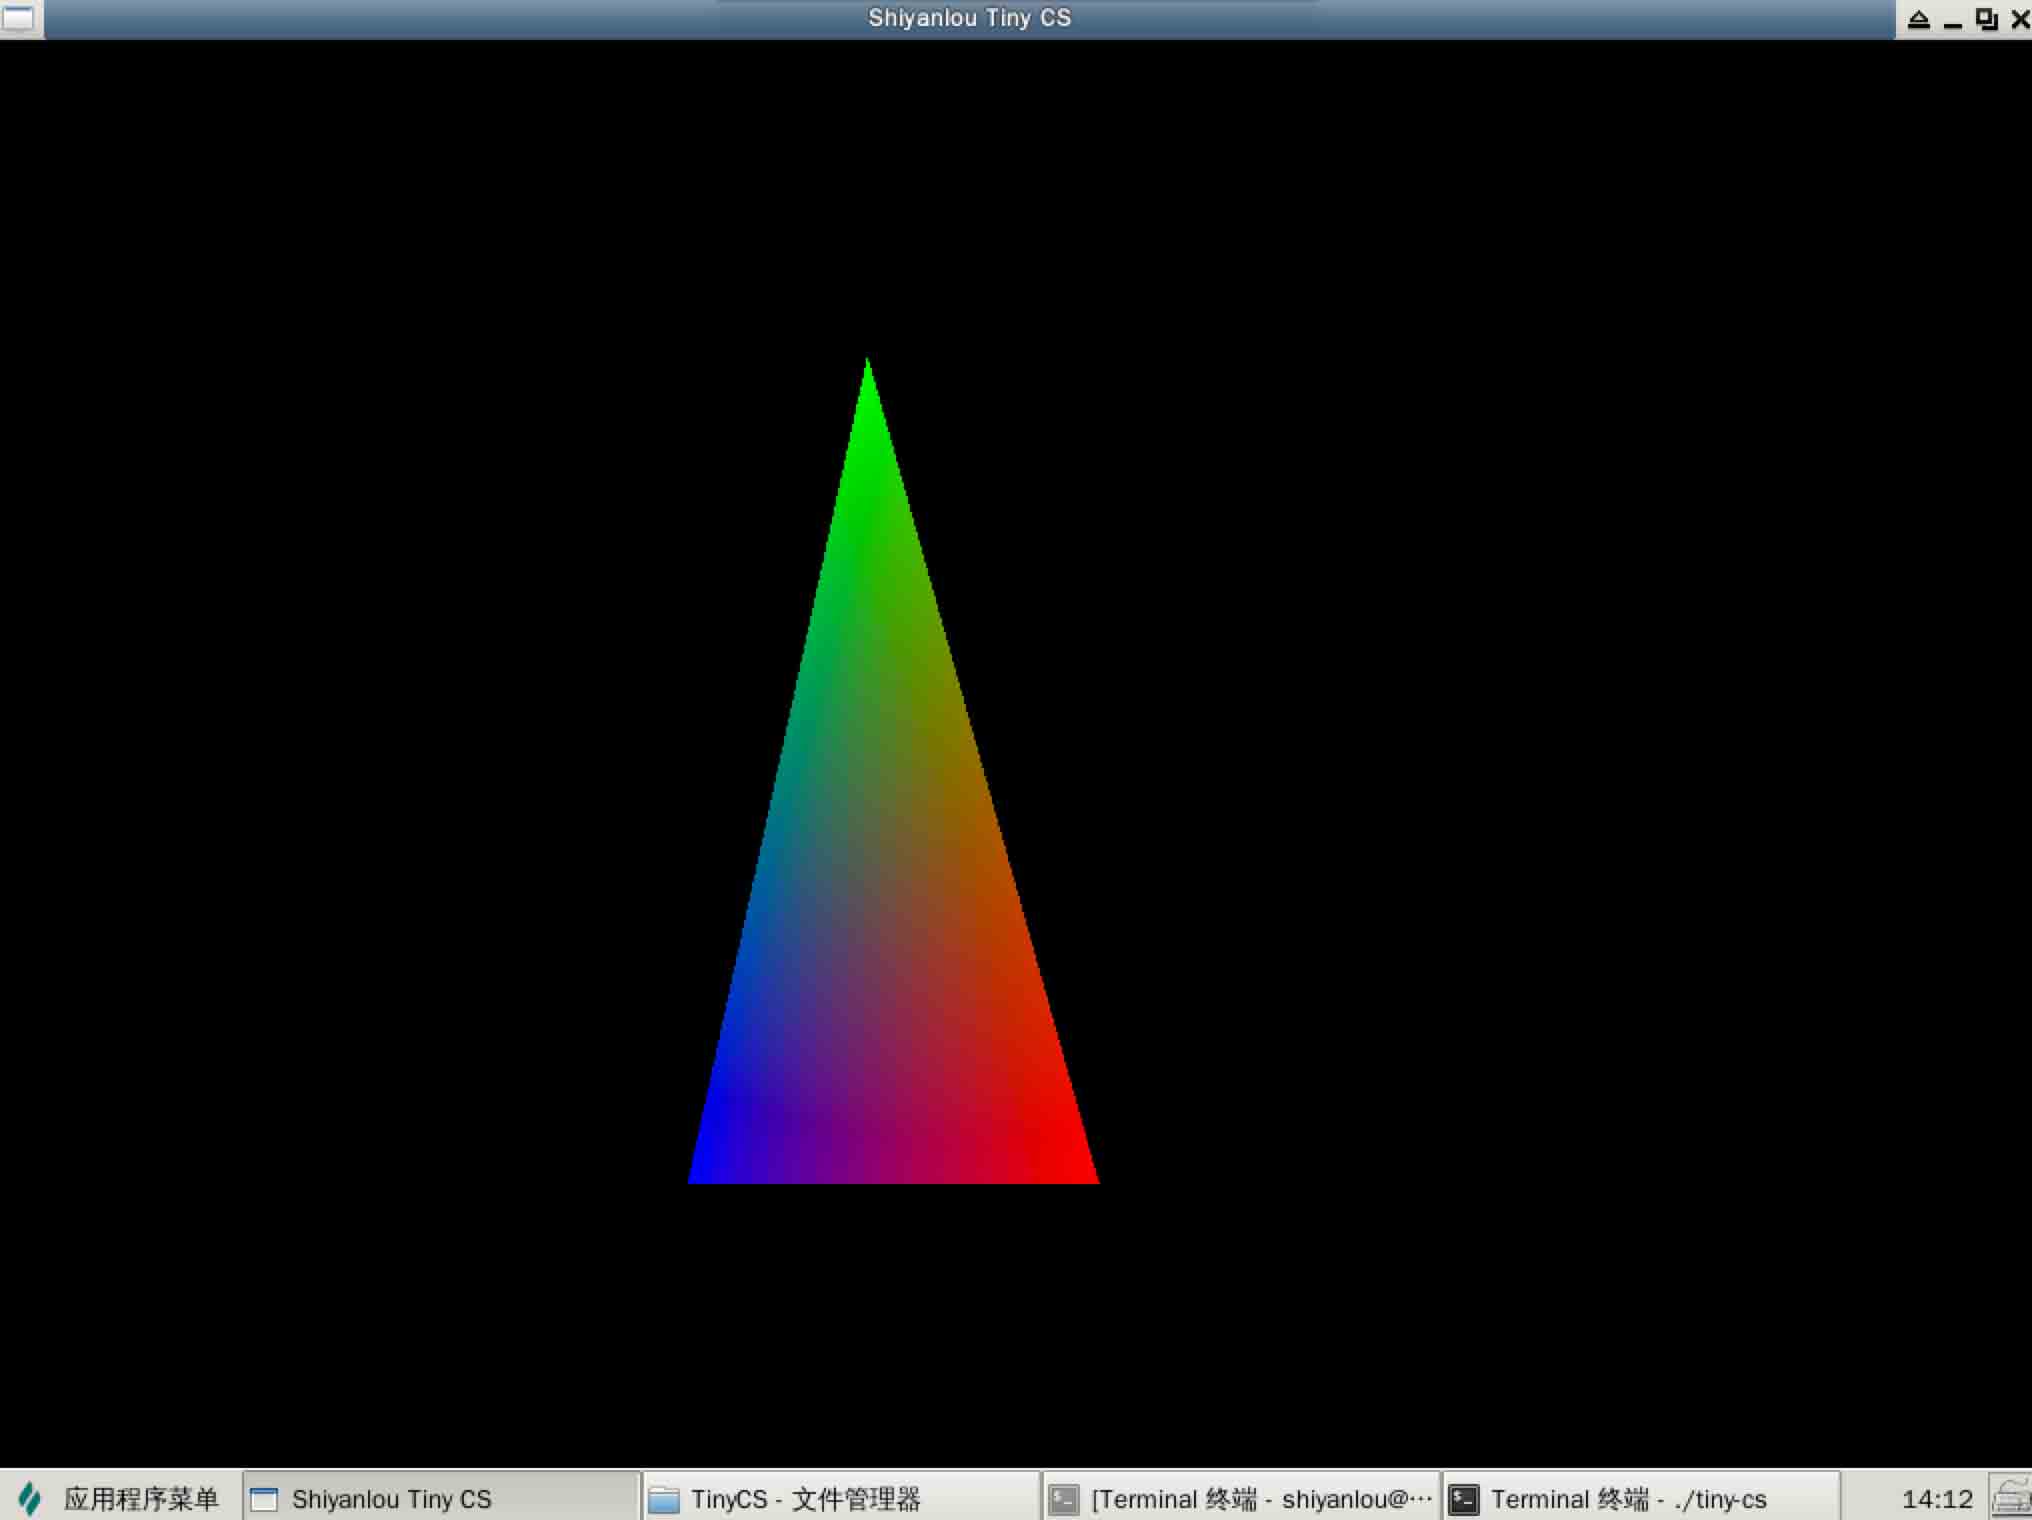 Shiyanlou Tiny CS
应用程序菜单
Shiyanlou Tiny CS
TinyCS - 文件管理器
[Terminal 终端 - shiyanlou@⋯
Terminal 终端 - ./tiny-cs
14:12